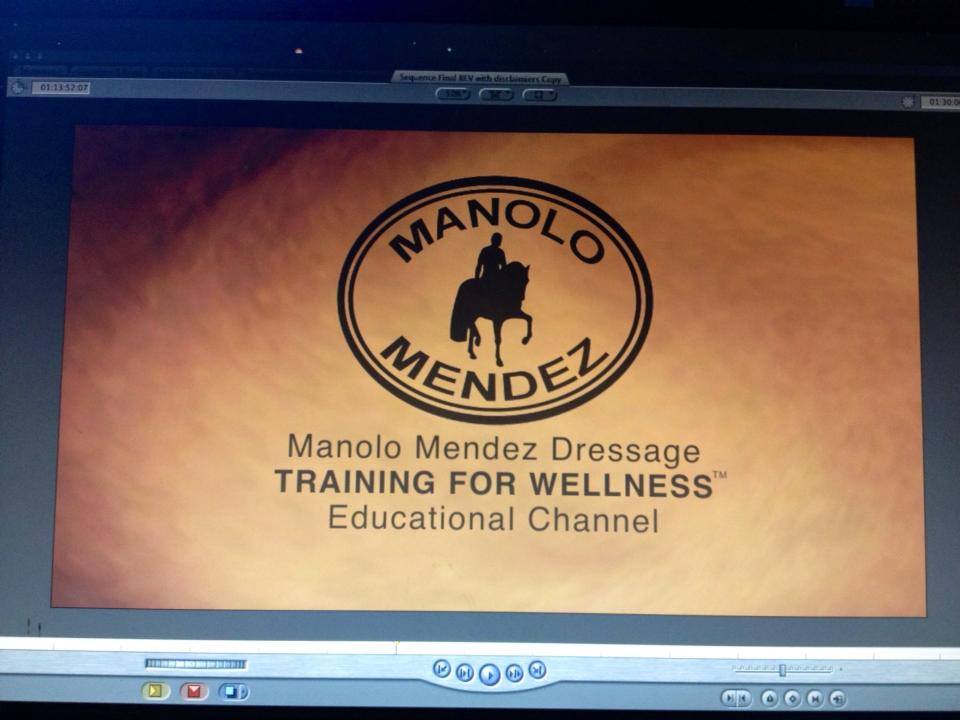 Sequence-Final REV with disclamiers Copy
01:13:52:07
MANOLO
MENDEZ
Manolo Mendez Dressage
TRAINING FOR WELLNESS™
Educational Channel